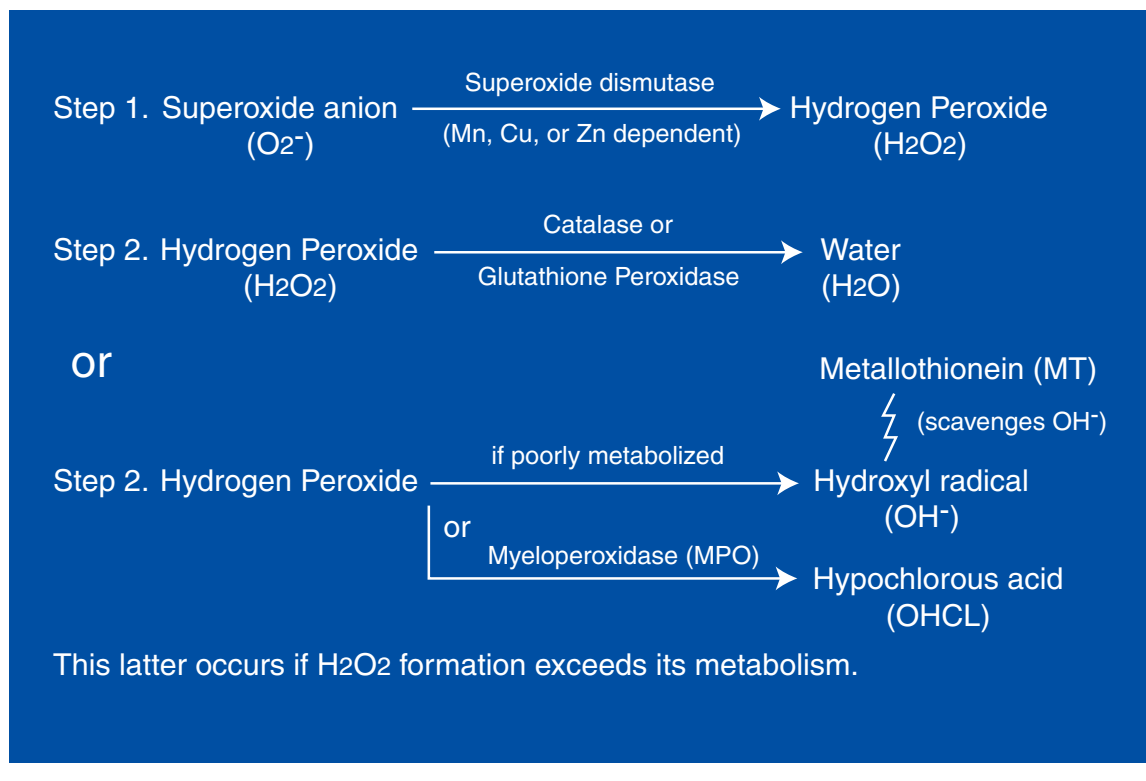 Superoxide dismutase
Step 1. Superoxide anion
Hydrogen Peroxide
(O2-)
(Mn, Cu, or Zn dependent)
(H2O2)
Catalase or
Step 2. Hydrogen Peroxide
Water
(H2O2)
Glutathione Peroxidase
(H2O)
or
Metallothionein (MT)
(scavenges OH-)
if poorly metabolized
Step 2. Hydrogen Peroxide
Hydroxyl radical
(OH-)
or
Myeloperoxidase (MPO)
Hypochlorous acid
(OHCL)
This latter occurs if H2O2 formation exceeds its metabolism.